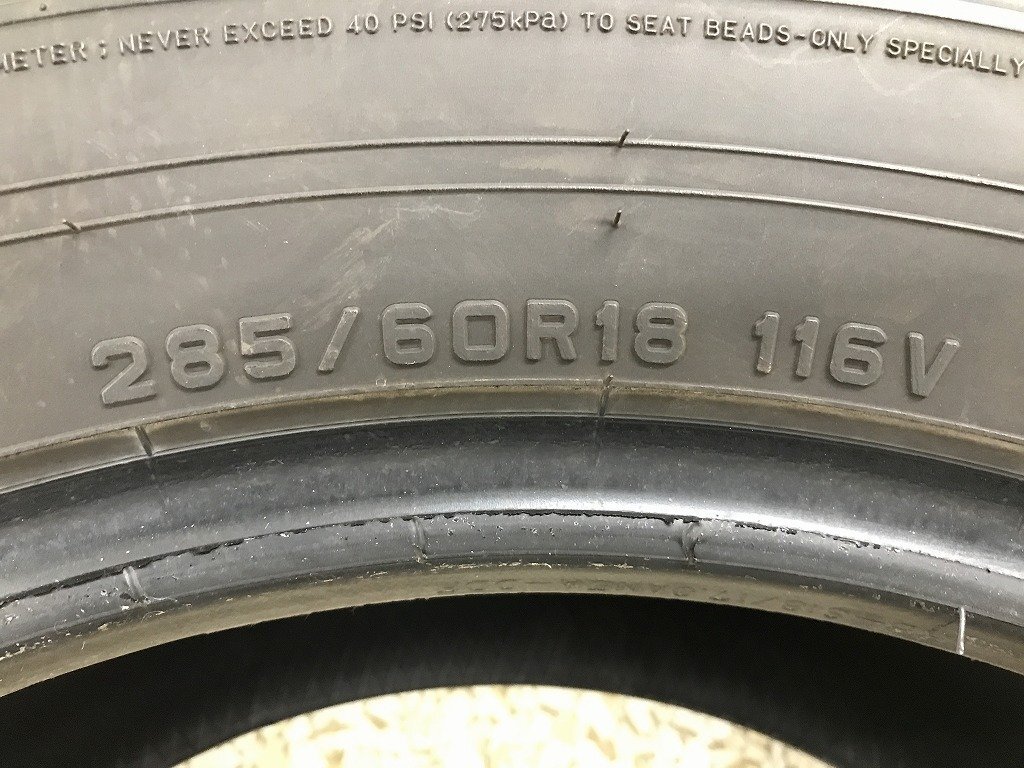 METER ; NEVER EXCEED 40 PSI (275kPa) TO SEAT BEADS-ONLY SPECIALLY
285/60R18 116V